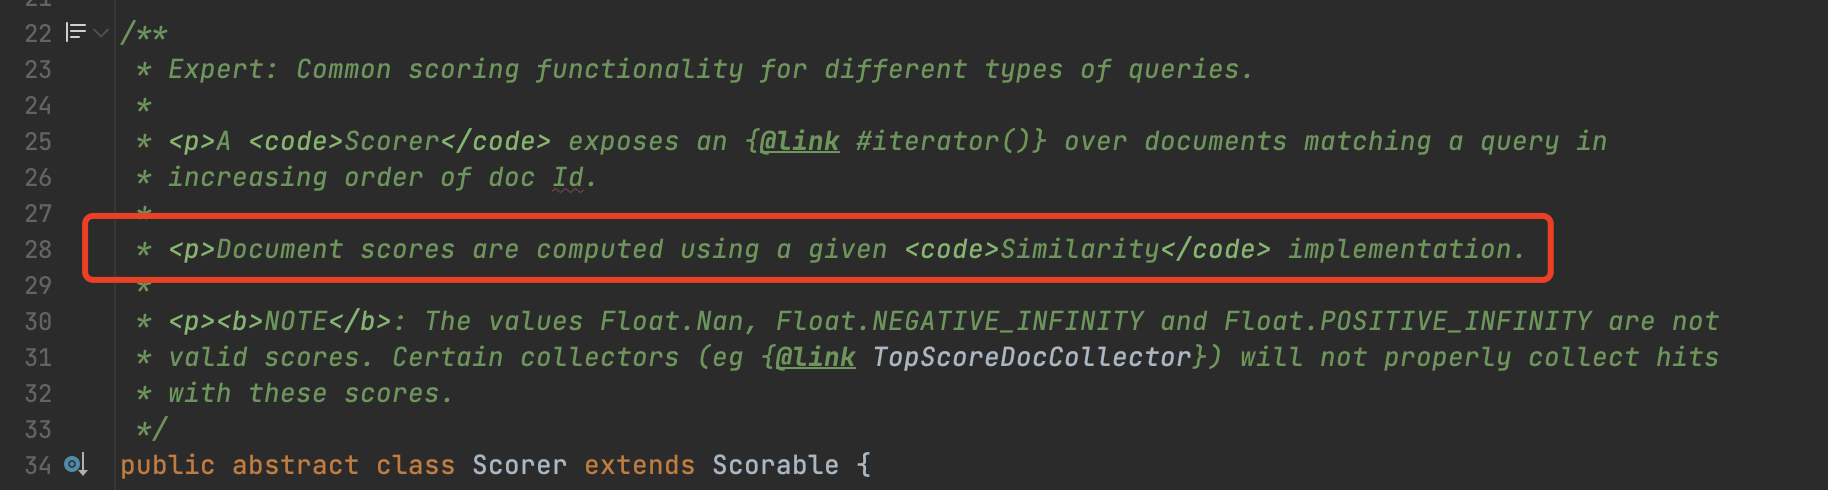 21
22 /**
23 * Expert: Common scoring functionality for different types of queries.
24 *
25 * <p>A <code>Scorer</code> exposes an {@link #iterator()} over documents matching a query in
26 * increasing order of doc Id.
27 *
28 * <p>Document scores are computed using a given <code>Similarity</code> implementation.
29 *
30 * <p><b>NOTE</b>: The values Float.Nan, Float.NEGATIVE_INFINITY and Float.POSITIVE_INFINITY are not
31 * valid scores. Certain collectors (eg {@link TopScoreDocCollector}) will not properly collect hits
32 * with these scores.
33 */
34 public abstract class Scorer extends Scorable {